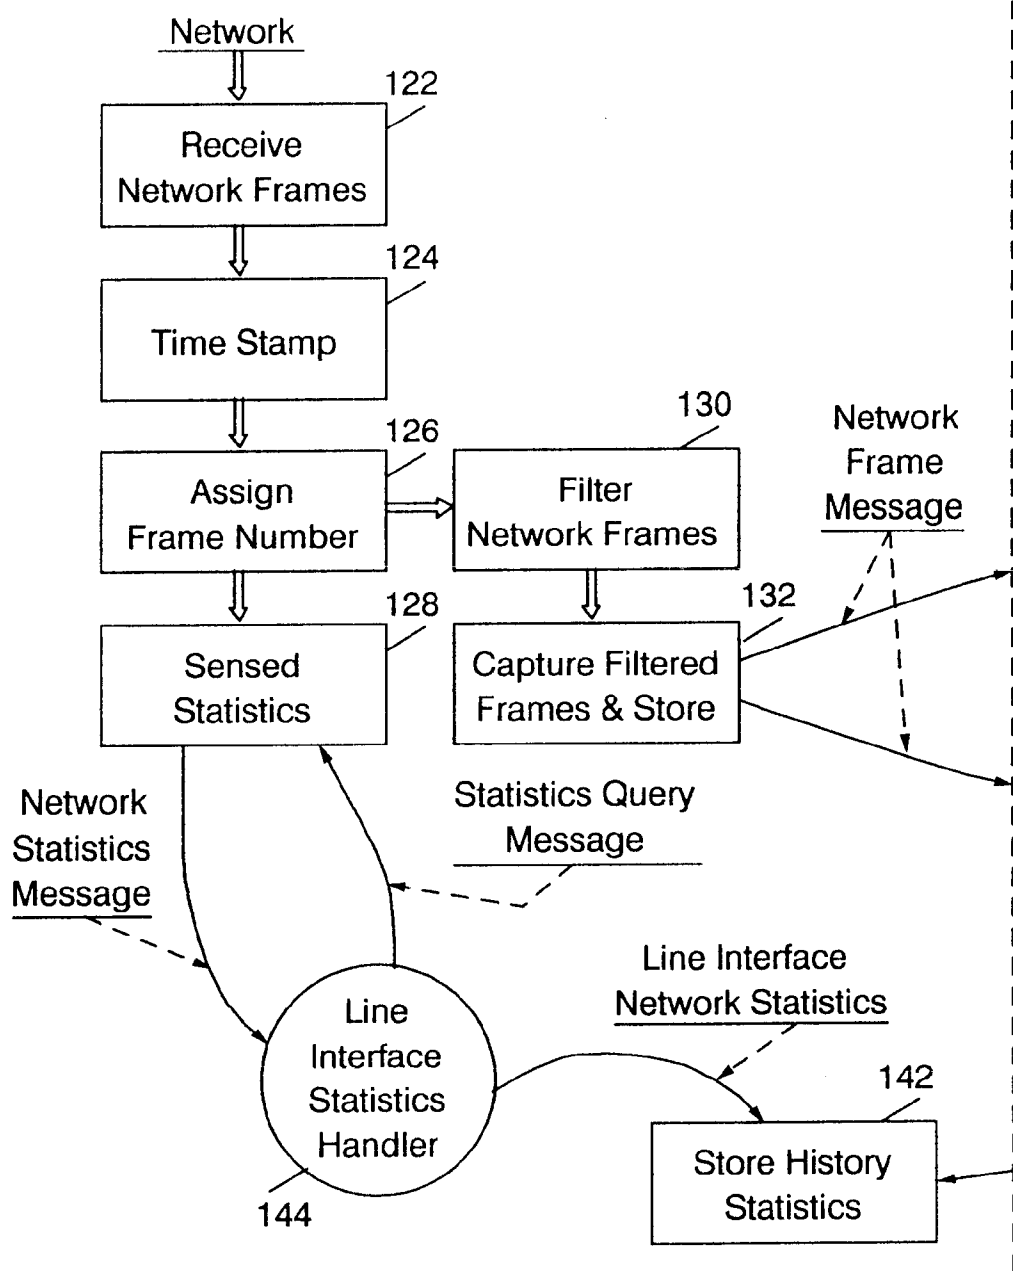 Network
122
Receive
Network Frames
124
Time Stamp
126
Assign
Frame Number
130
Filter
Network Frames
Network
Frame
Message
128
Sensed
Statistics
132
Capture Filtered
Frames & Store
Network
Statistics
Message
Statistics Query
Message
Line
Interface
Statistics
Handler
144
Line Interface
Network Statistics
142
Store History
Statistics